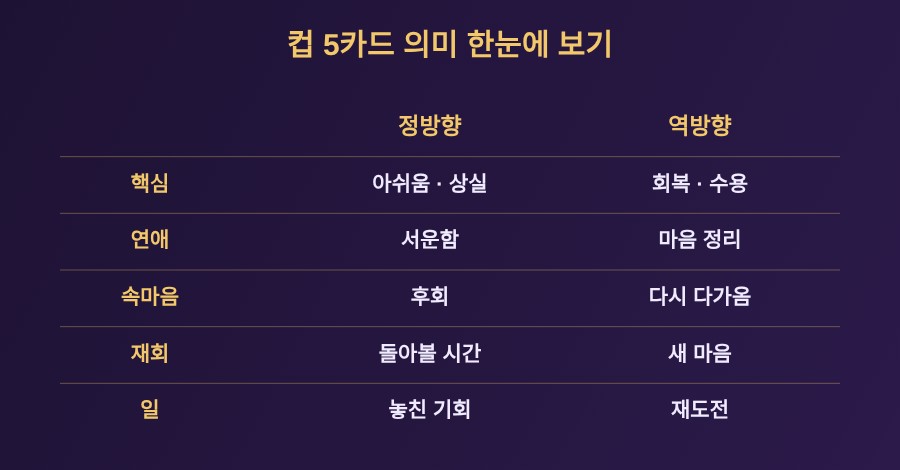 컵 5카드 의미 한눈에 보기
정방향 역방향
핵심 아쉬움 · 상실 회복 · 수용
연애 서운함 마음 정리
속마음 후회 다시 다가옴
재회 돌아볼 시간 새 마음
일 놓친 기회 재도전